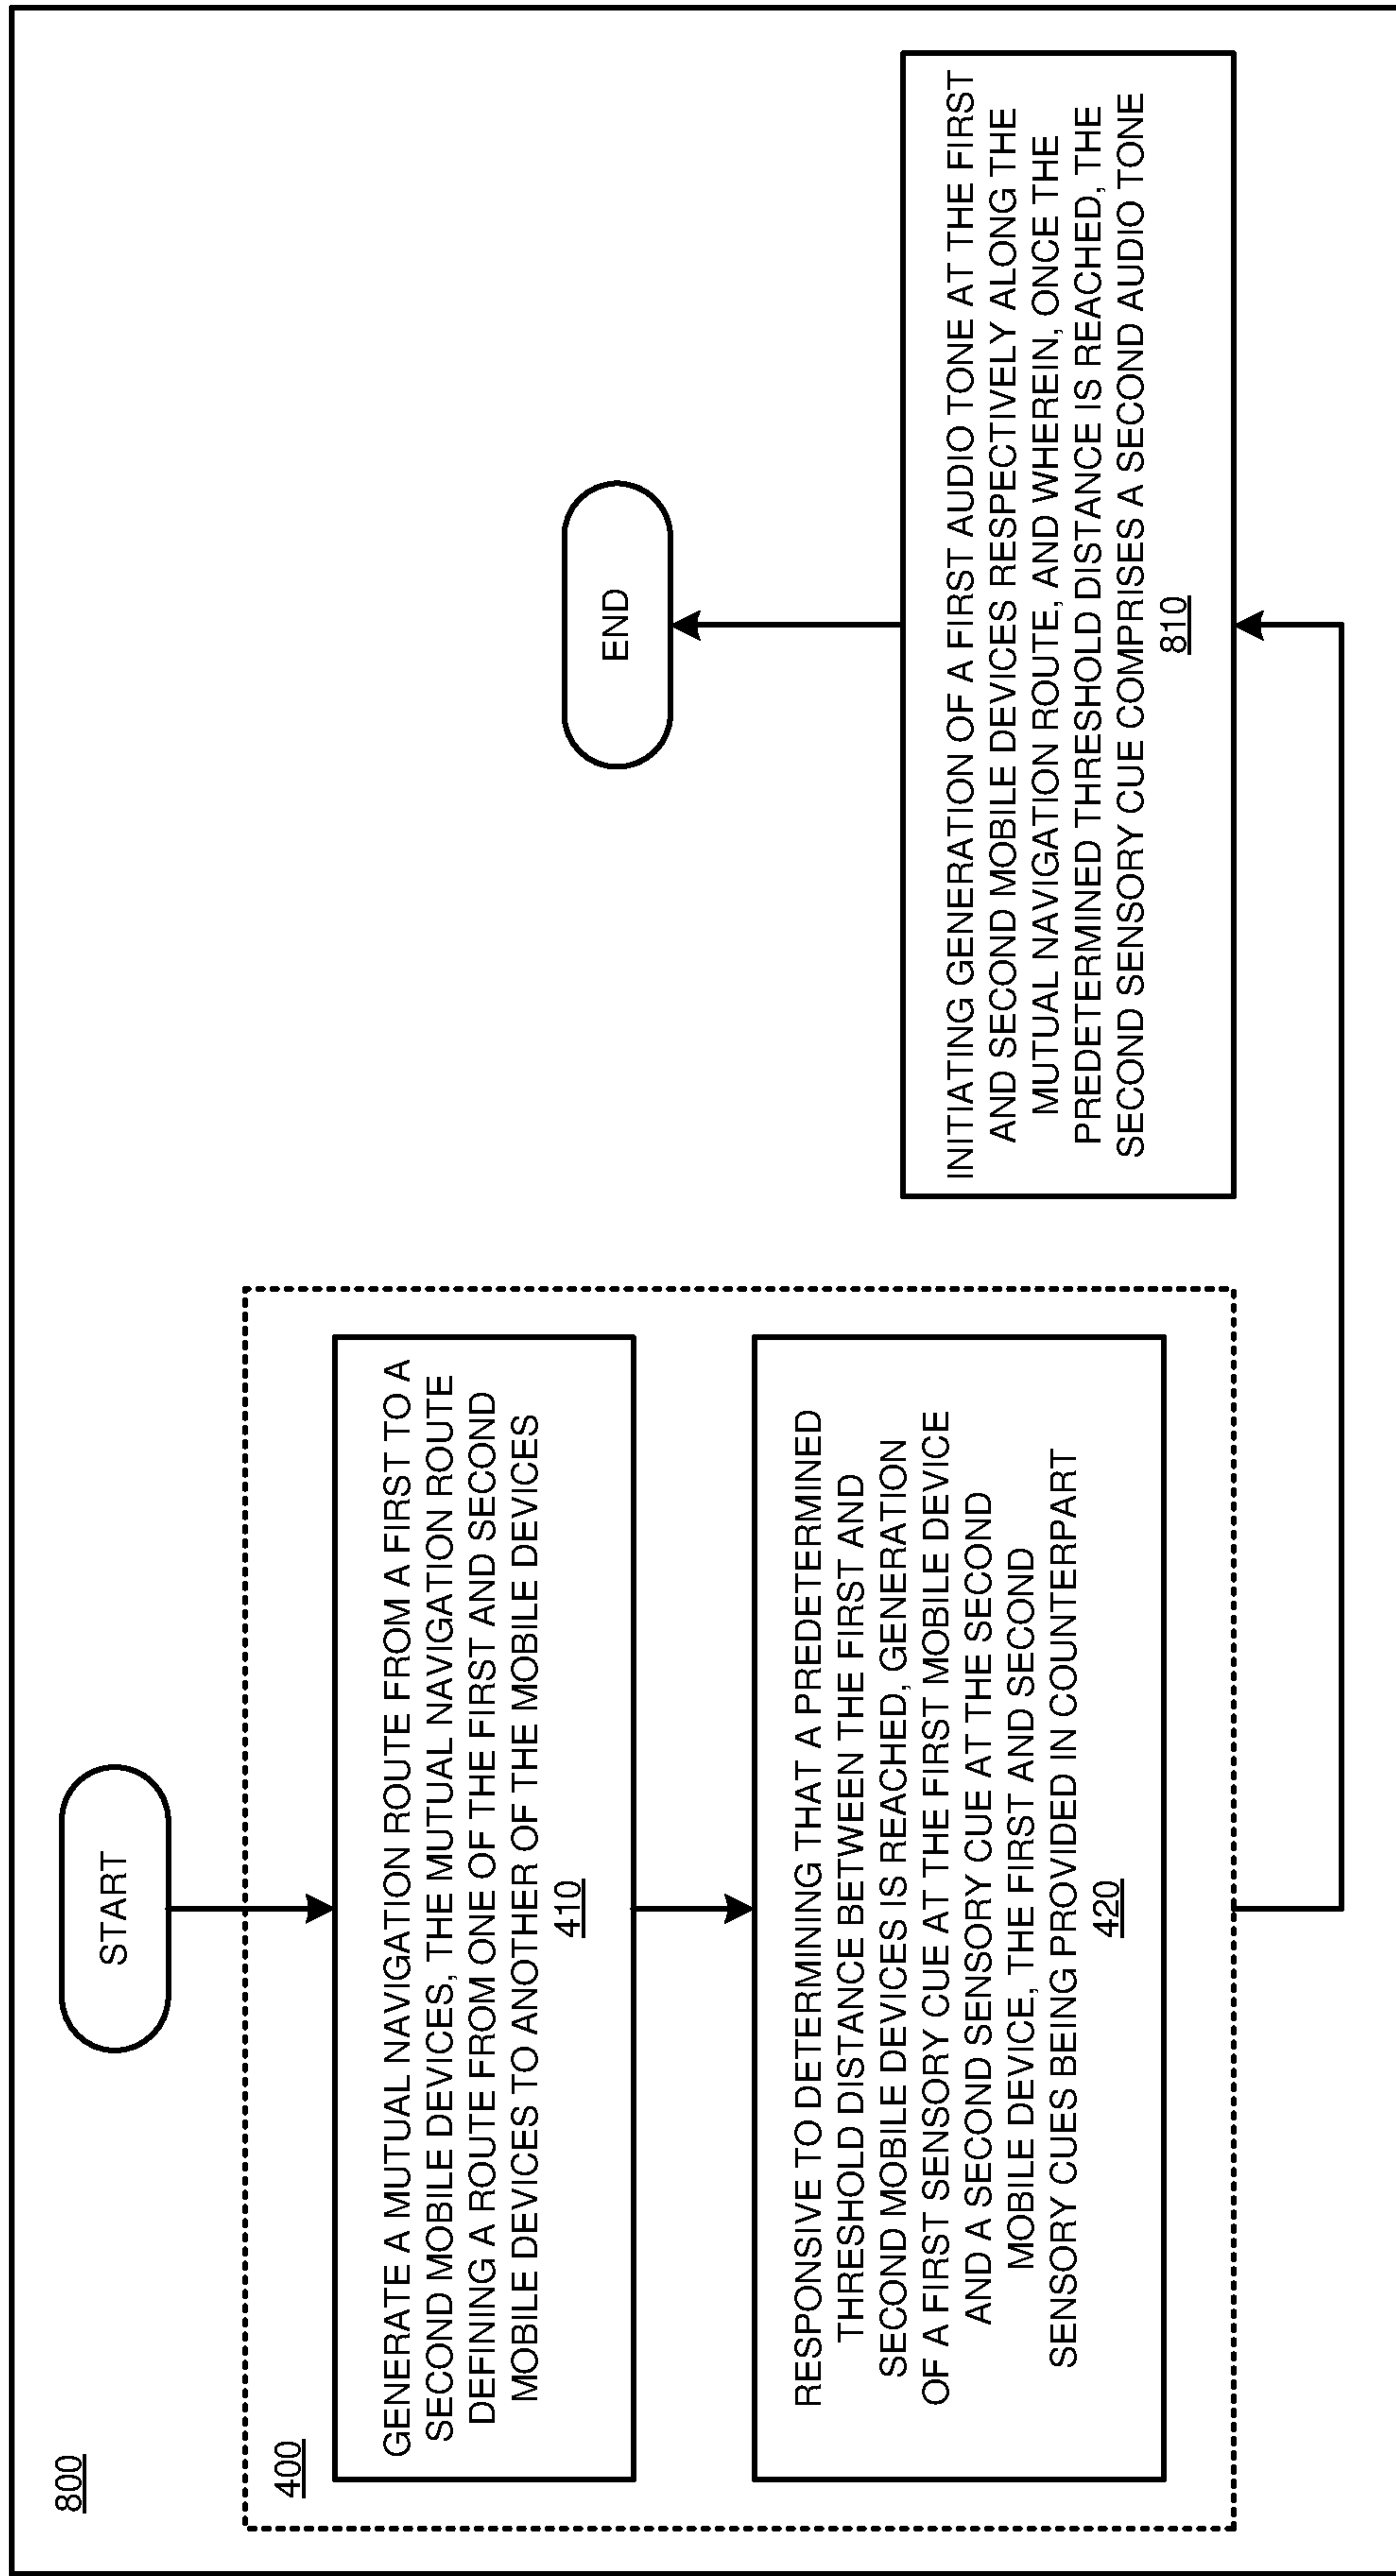 800
START
400
GENERATE A MUTUAL NAVIGATION ROUTE FROM A FIRST TO A
SECOND MOBILE DEVICES, THE MUTUAL NAVIGATION ROUTE
DEFINING A ROUTE FROM ONE OF THE FIRST AND SECOND
MOBILE DEVICES TO ANOTHER OF THE MOBILE DEVICES
410
RESPONSIVE TO DETERMINING THAT A PREDETERMINED
THRESHOLD DISTANCE BETWEEN THE FIRST AND
SECOND MOBILE DEVICES IS REACHED, GENERATION
OF A FIRST SENSORY CUE AT THE FIRST MOBILE DEVICE
AND A SECOND SENSORY CUE AT THE SECOND
MOBILE DEVICE, THE FIRST AND SECOND
SENSORY CUES BEING PROVIDED IN COUNTERPART
420
INITIATING GENERATION OF A FIRST AUDIO TONE AT THE FIRST
AND SECOND MOBILE DEVICES RESPECTIVELY ALONG THE
MUTUAL NAVIGATION ROUTE, AND WHEREIN, ONCE THE
PREDETERMINED THRESHOLD DISTANCE IS REACHED, THE
SECOND SENSORY CUE COMPRISES A SECOND AUDIO TONE
810
END